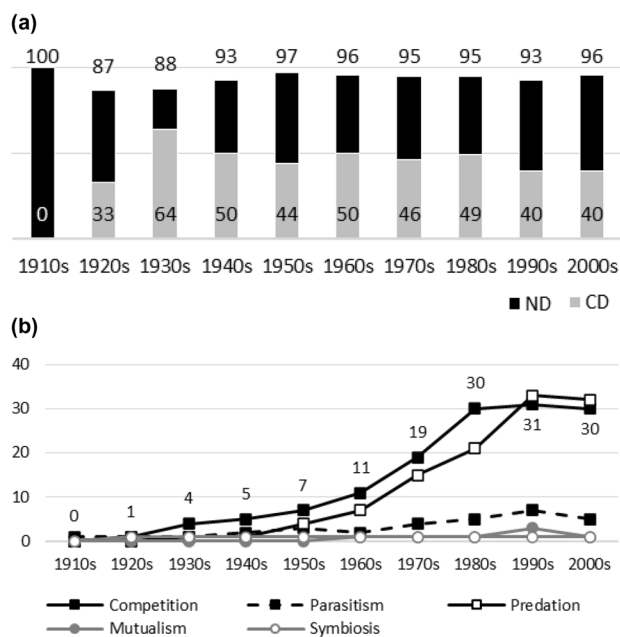 (a)
100 87 88 93 97 96 95 95 93 96
0 33 64 50 44 50 46 49 40 40
1910s 1920s 1930s 1940s 1950s 1960s 1970s 1980s 1990s 2000s
ND CD
(b)
40
30
20
10
0
0 1 4 5 7 11 19 30 31 30
1910s 1920s 1930s 1940s 1950s 1960s 1970s 1980s 1990s 2000s
Competition Parasitism Predation
Mutualism Symbiosis